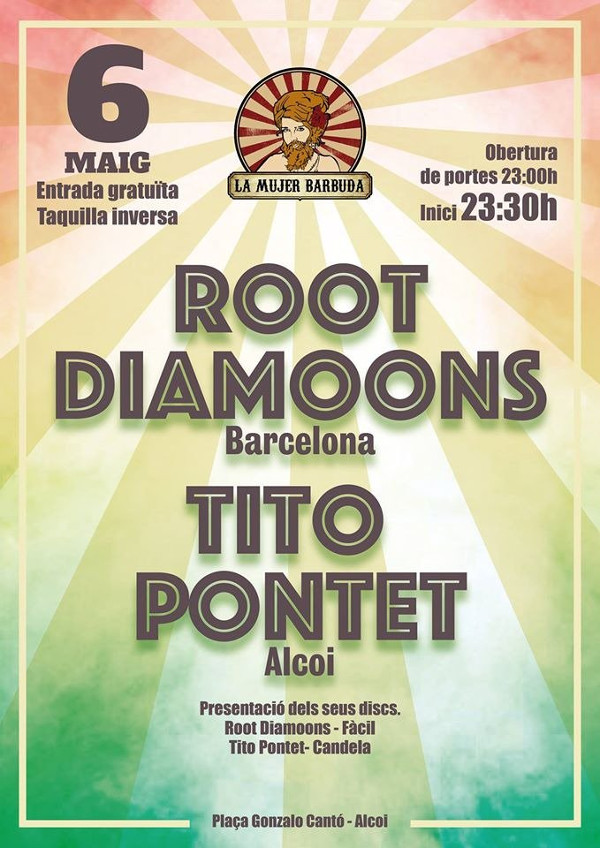 6
MAIG
Entrada gratuïta
Taquilla inversa
LA MUJER BARBUDA
Obertura
de portes 23:00h
Inici 23:30h
ROOT
DIAMOONS
Barcelona
TITO
PONTET
Alcoi
Presentació dels seus discs.
Root Diamoons - Fàcil
Tito Pontet- Candela
Plaça Gonzalo Cantó - Alcoi